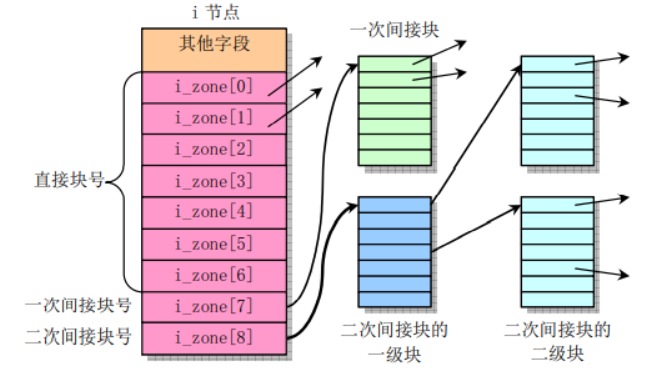 i 节点
其他字段
i_zone[0]
i_zone[1]
i_zone[2]
i_zone[3]
i_zone[4]
i_zone[5]
i_zone[6]
i_zone[7]
i_zone[8]
直接块号
一次间接块号
二次间接块号
一次间接块
二次间接块的
一级块
二次间接块的
二级块